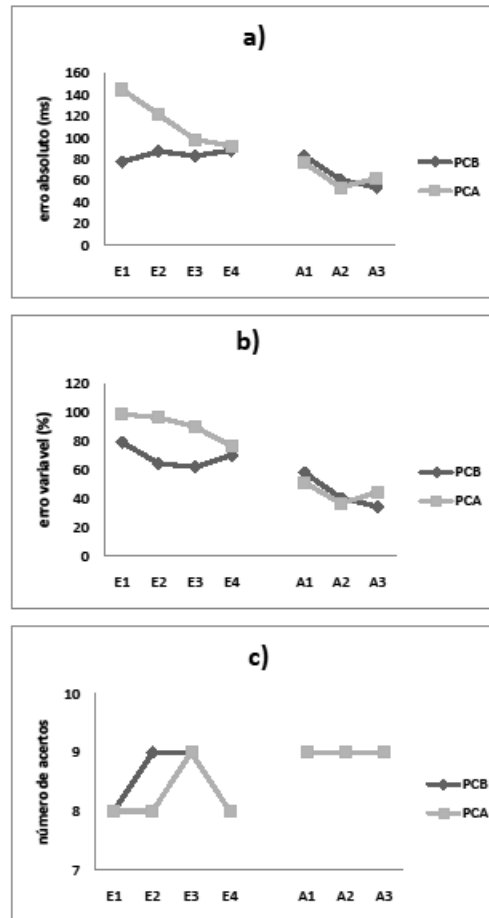 a)
erro absoluto (ms)
160
140
120
100
80
60
40
20
0
E1 E2 E3 E4 A1 A2 A3
PCB
PCA
b)
erro variavel (%)
120
100
80
60
40
20
0
E1 E2 E3 E4 A1 A2 A3
PCB
PCA
c)
número de acertos
10
9
8
7
E1 E2 E3 E4 A1 A2 A3
PCB
PCA